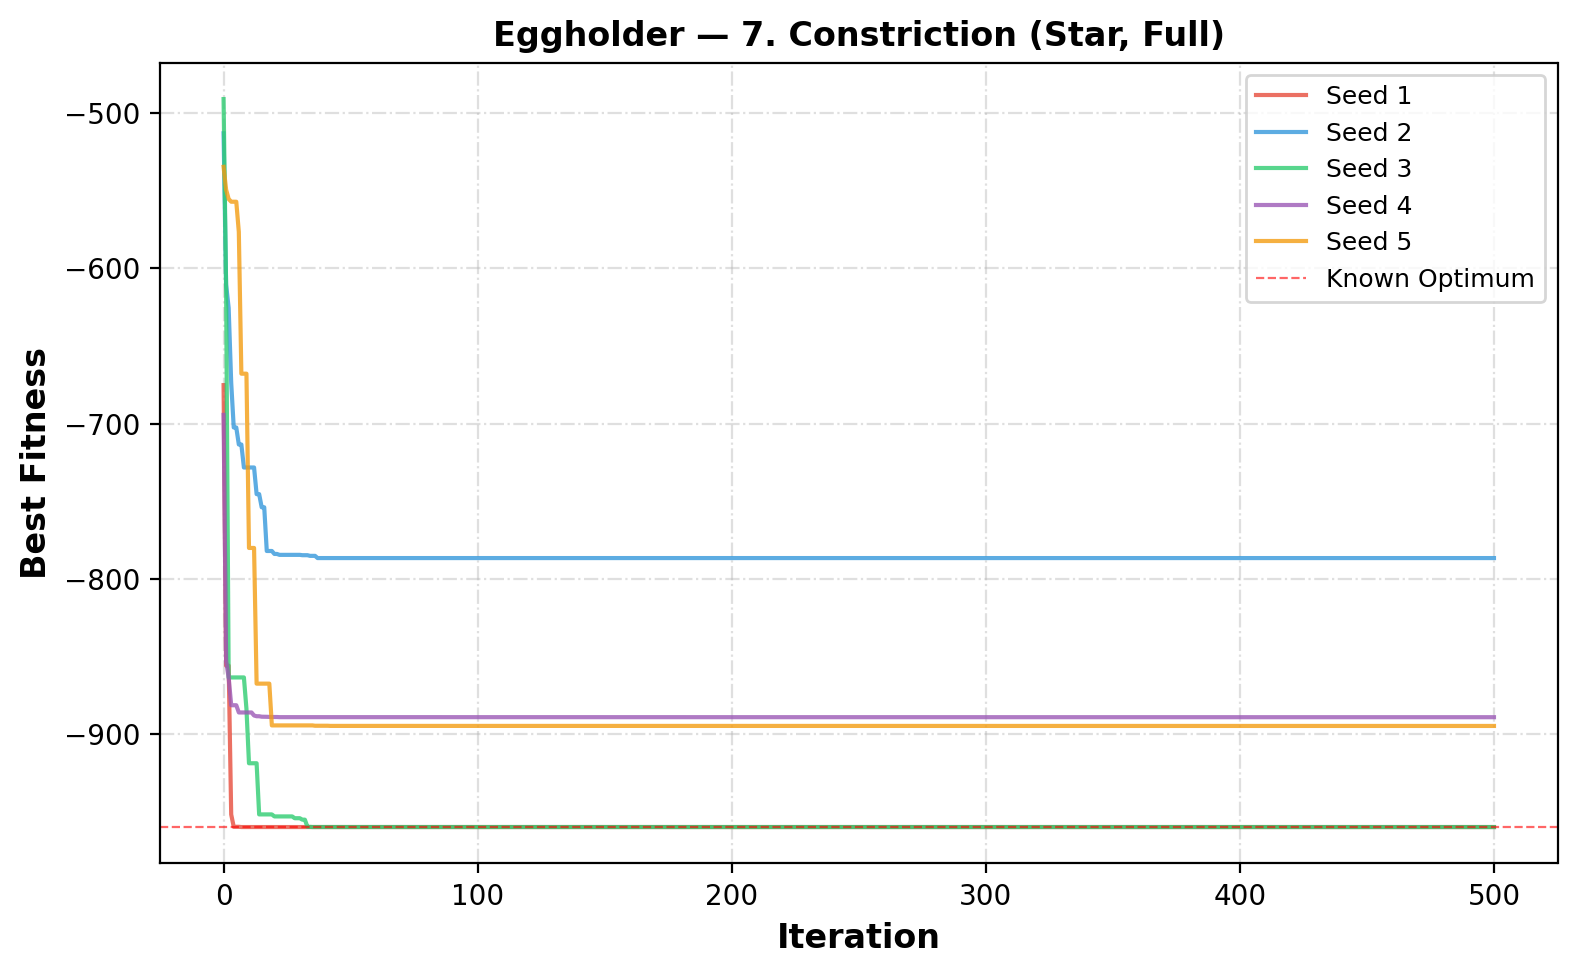 Eggholder — 7. Constriction (Star, Full)
Best Fitness
−500
−600
−700
−800
−900
Seed 1
Seed 2
Seed 3
Seed 4
Seed 5
Known Optimum
0
100
200
300
400
500
Iteration